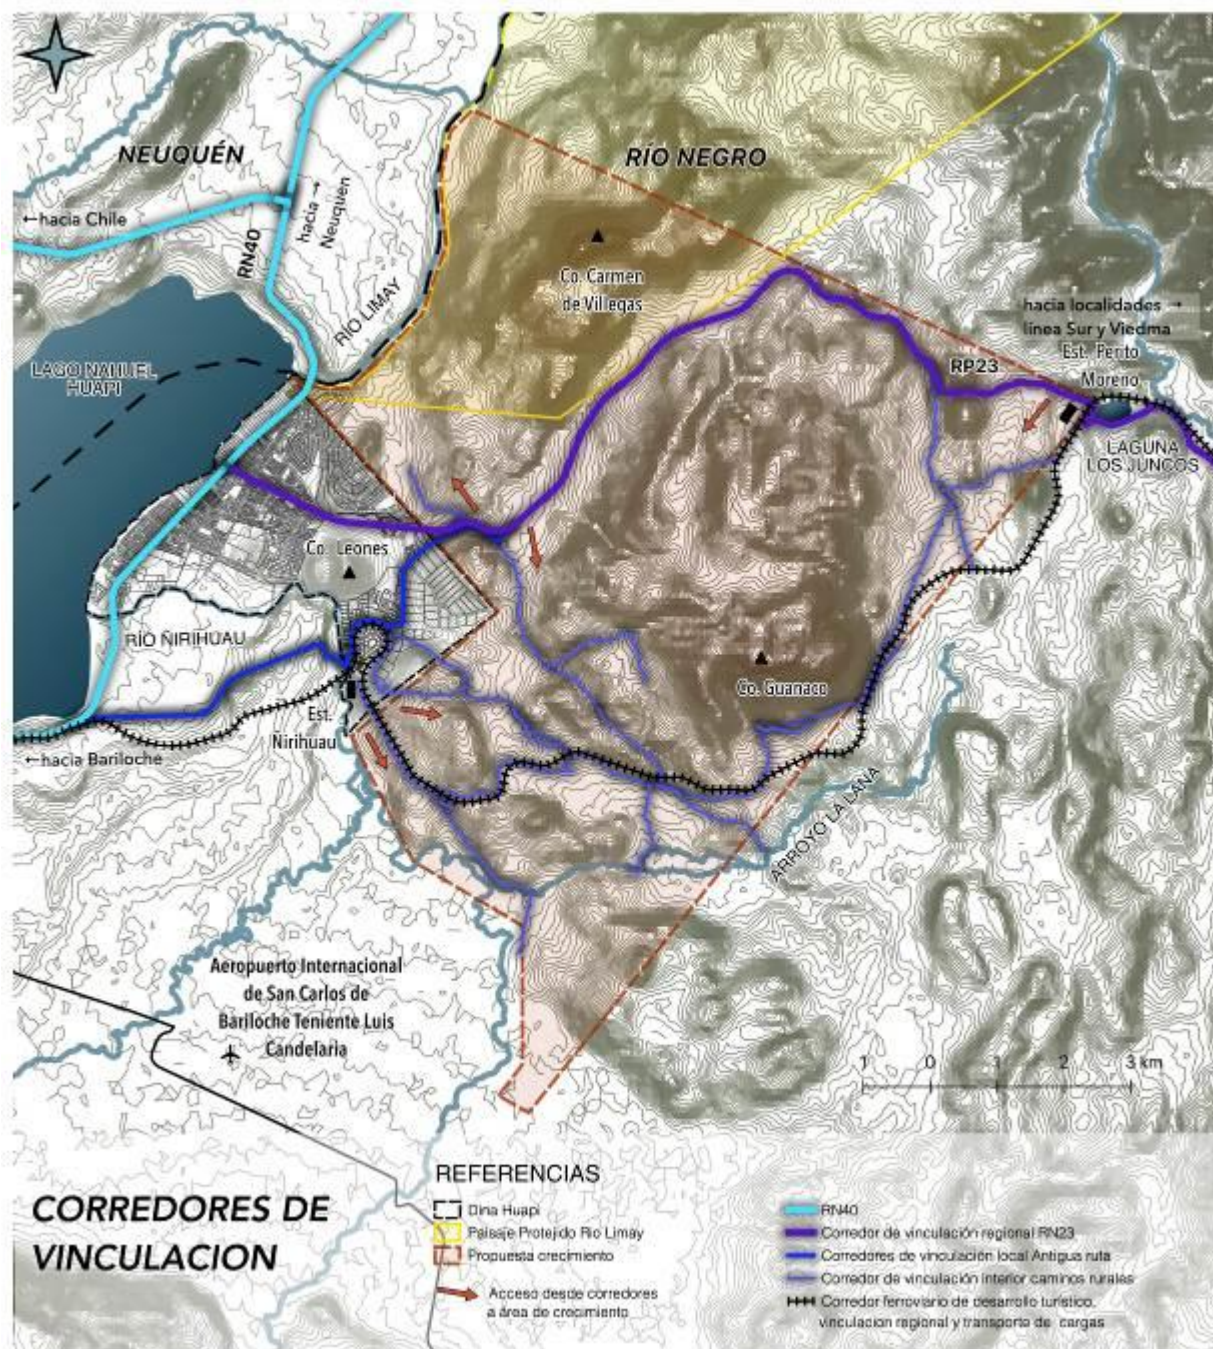 NEUQUÉN
RÍO NEGRO
←hacia Chile
RN40
hacia →
Neuquen
RÍO LIMAY
Co. Carmen
de Villegas
LAGO NAHUEL
HUAPI
hacia localidades →
línea Sur y Viedma
Est. Perito
Moreno
RP23
LAGUNA
LOS JUNCOS
Co. Leones
RÍO ÑIRIHUAU
Co. Guanaco
Est.
Ñirihuau
←hacia Bariloche
ARROYO LA LANA
Aeropuerto Internacional
de San Carlos de
Bariloche Teniente Luis
Candelaria
1 0 2 3 km
CORREDORES DE
VINCULACION
REFERENCIAS
Dina Huapi
Paisaje Protejido Rio Limay
Propuesta crecimiento
Acceso desde corredores
a área de crecimiento
RN40
Corredor de vinculación regional RN23
Corredores de vinculación local Antigua ruta
Corredor de vinculación interior caminos rurales
Corredor ferroviario de desarrollo turístico,
vinculacion regional y transporte de cargas